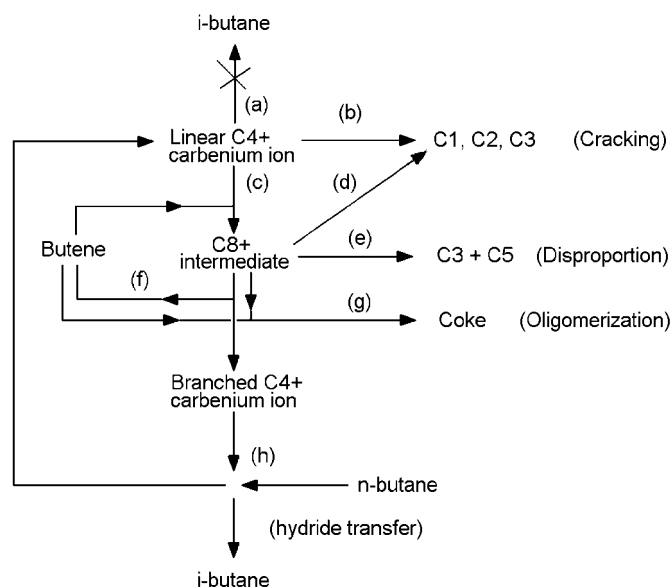 i-butane
(a)
(b)
Linear C4+
carbenium ion
C1, C2, C3 (Cracking)
(c)
(d)
Butene
C8+
intermediate
(e)
C3 + C5 (Disproportion)
(f)
(g)
Coke (Oligomerization)
Branched C4+
carbenium ion
(h)
n-butane
(hydride transfer)
i-butane